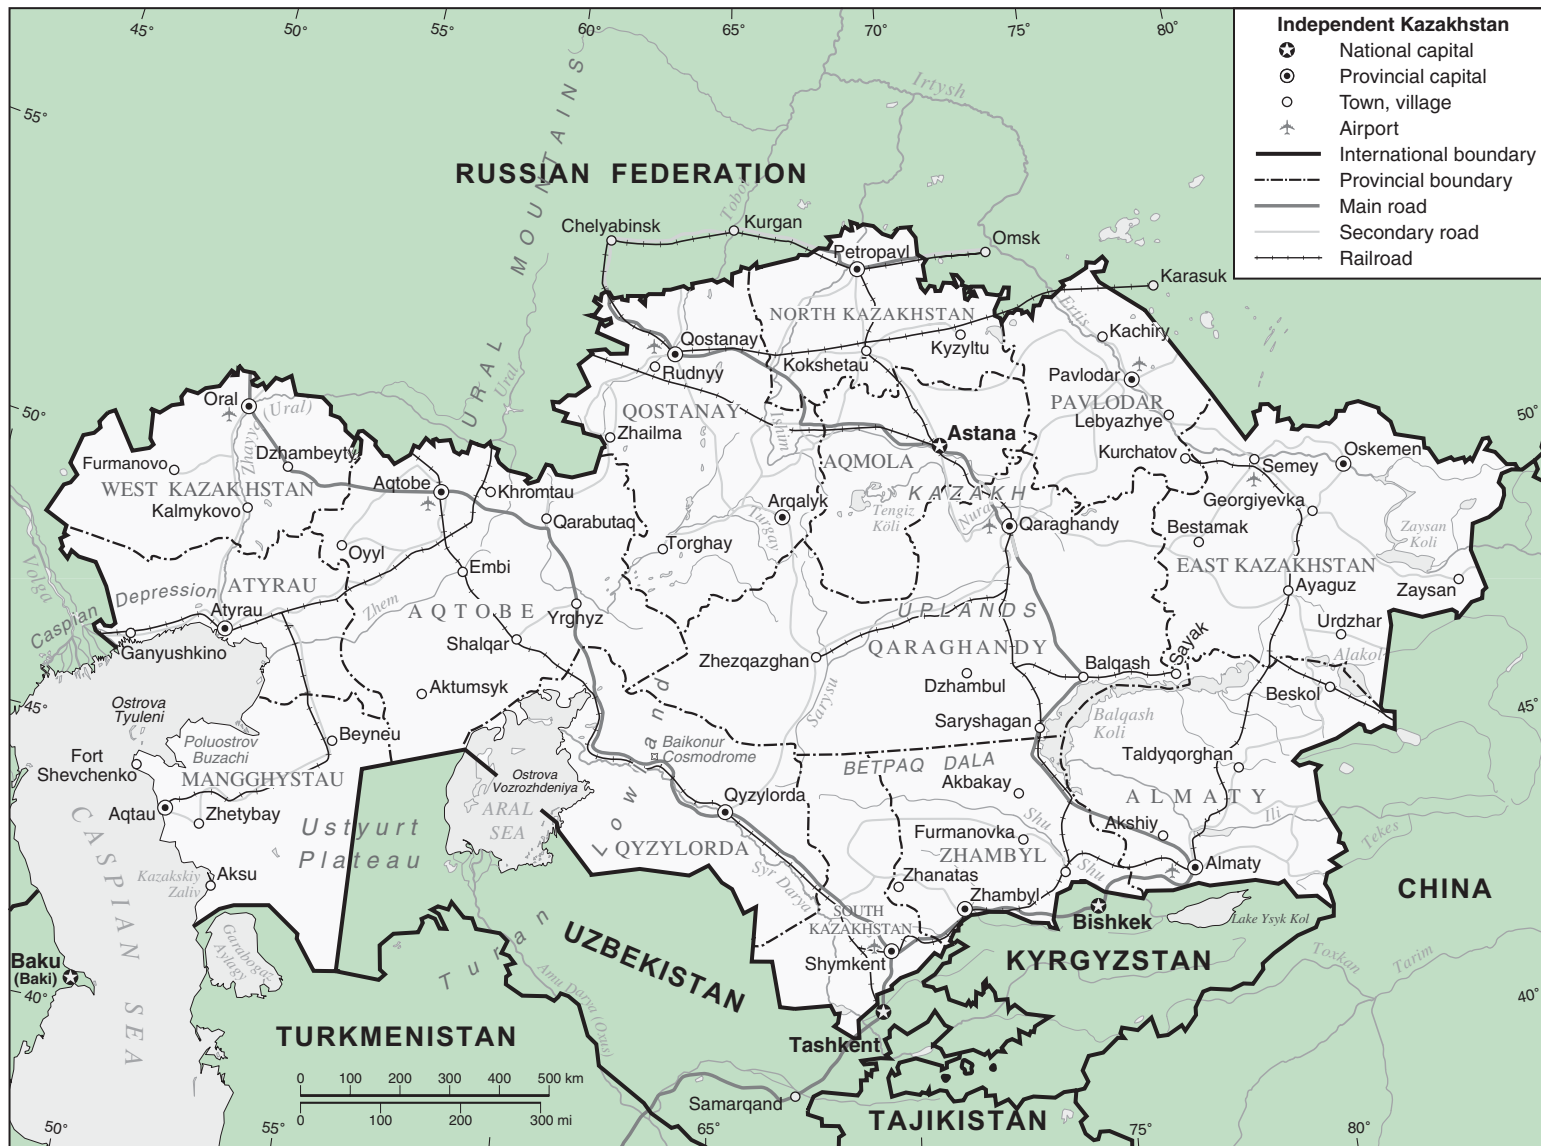 45°
50°
55°
60°
65°
70°
75°
80°
Independent Kazakhstan
National capital
Provincial capital
Town, village
Airport
International boundary
Provincial boundary
Main road
Secondary road
Railroad
55°
Irtysh
URAL MOUNTAINS
RUSSIAN FEDERATION
Tobol
Chelyabinsk
Kurgan
Omsk
Petropavl
Karasuk
Ertis
NORTH KAZAKHSTAN
Kachiry
Qostanay
Kyzyltu
Kokshetau
Rudnyy
Pavlodar
Ural
PAVLODAR
Oral
Zhayyq (Ural)
50°
50°
QOSTANAY
Ishim
Lebyazhye
Zhailma
Astana
Dzhambeyty
Furmanovo
AQMOLA
Kurchatov
Semey
Oskemen
WEST KAZAKHSTAN
Aqtobe
Khromtau
KAZAKH
Georgiyevka
Kalmykovo
Arqalyk
Tengiz
Köli
Nura
Qarabutaq
Turgay
Qaraghandy
Bestamak
Zaysan
Koli
Oyyl
Torghay
Volga
Embi
EAST KAZAKHSTAN
ATYRAU
Ayaguz
Zaysan
Caspian Depression
Atyrau
Zhem
AQTOBE
Yrghyz
UPLANDS
Urdzhar
Shalqar
QARAGHANDY
Ganyushkino
Zhezqazghan
Balqash
Sayak
Alakol
Aktumsyk
Dzhambul
Beskol
Ostrova
Tyuleni
Sarysu
45°
45°
Saryshagan
Balqash
Koli
Beyneu
Poluostrov
Buzachi
Baikonur
Cosmodrome
Fort
Shevchenko
Taldyqorghan
MANGGHYSTAU
Ostrova
Vozrozhdeniya
BETPAQ DALA
Akbakay
Aqtau
Zhetybay
ARAL
SEA
Qyzylorda
ALMATY
Ustyurt
Plateau
Shu
Akshiy
Ili
Furmanovka
Tekes
QYZYLORDA
ZHAMBYL
Almaty
Kazakskiy
Zaliv
Aksu
Syr Darya
Zhanatas
Shu
CHINA
Zhambyl
CASPIAN SEA
SOUTH
KAZAKHSTAN
Bishkek
Lake Ysyk Kol
Garabogaz
Aylagy
Turan Lowland
UZBEKISTAN
Shymkent
KYRGYZSTAN
Toxkan
Tarim
Baku
(Baki)
40°
40°
Amu Darya (Oxus)
TURKMENISTAN
Tashkent
0 100 200 300 400 500 km
0 100 200 300 mi
Samarqand
TAJIKISTAN
50°
55°
65°
75°
80°